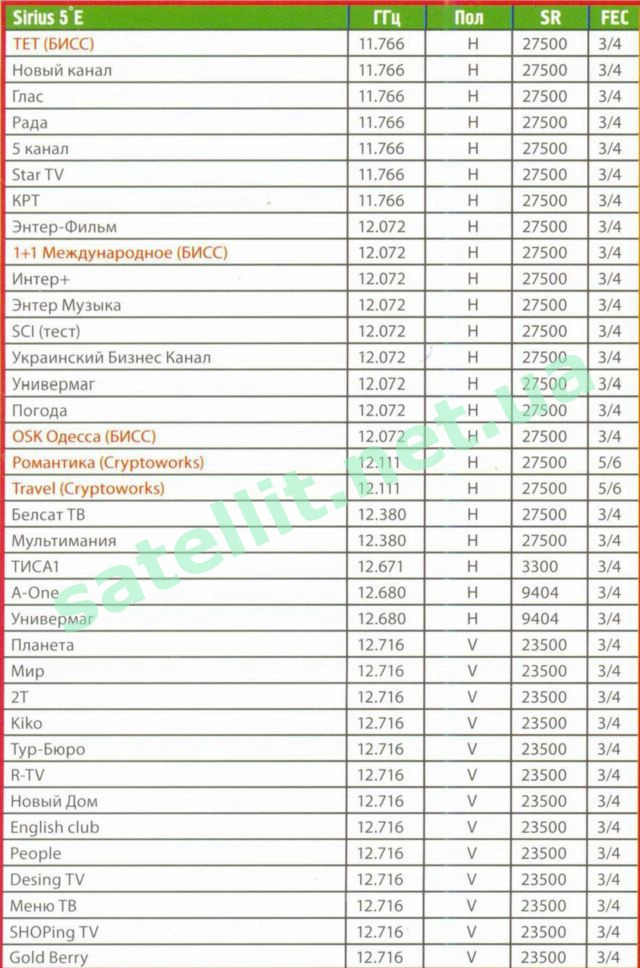 Sirius 5°E ГГц Пол SR FEC
ТЕТ (БИСС) 11.766 H 27500 3/4
Новый канал 11.766 H 27500 3/4
Глас 11.766 H 27500 3/4
Рада 11.766 H 27500 3/4
5 канал 11.766 H 27500 3/4
Star TV 11.766 H 27500 3/4
КРТ 11.766 H 27500 3/4
Энтер-Фильм 12.072 H 27500 3/4
1+1 Международное (БИСС) 12.072 H 27500 3/4
Интер+ 12.072 H 27500 3/4
Энтер Музыка 12.072 H 27500 3/4
SCI (тест) 12.072 H 27500 3/4
Украинский Бизнес Канал 12.072 H 27500 3/4
Универмаг 12.072 H 27500 3/4
Погода 12.072 H 27500 3/4
OSK Одесса (БИСС) 12.072 H 27500 3/4
Романтика (Cryptoworks) 12.111 H 27500 5/6
Travel (Cryptoworks) 12.111 H 27500 5/6
Белсат ТВ 12.380 H 27500 3/4
Мультимания 12.380 H 27500 3/4
ТИСА1 12.671 H 3300 3/4
A-One 12.680 H 9404 3/4
Универмаг 12.680 H 9404 3/4
Планета 12.716 V 23500 3/4
Мир 12.716 V 23500 3/4
2T 12.716 V 23500 3/4
Kiko 12.716 V 23500 3/4
Тур-Бюро 12.716 V 23500 3/4
R-TV 12.716 V 23500 3/4
Новый Дом 12.716 V 23500 3/4
English club 12.716 V 23500 3/4
People 12.716 V 23500 3/4
Desing TV 12.716 V 23500 3/4
Меню ТВ 12.716 V 23500 3/4
SHOPing TV 12.716 V 23500 3/4
Gold Berry 12.716 V 23500 3/4
satellit.net.ua